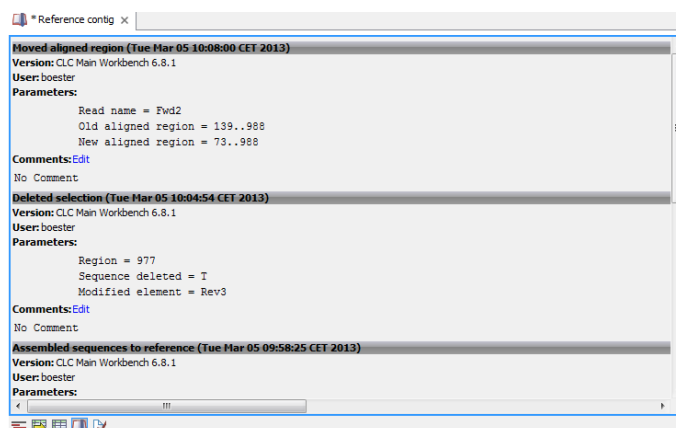 * Reference contig
Moved aligned region (Tue Mar 05 10:08:00 CET 2013)
Version: CLC Main Workbench 6.8.1
User: boester
Parameters:
Read name = Fwd2
Old aligned region = 139..988
New aligned region = 73..988
Comments:Edit
No Comment
Deleted selection (Tue Mar 05 10:04:54 CET 2013)
Version: CLC Main Workbench 6.8.1
User: boester
Parameters:
Region = 977
Sequence deleted = T
Modified element = Rev3
Comments:Edit
No Comment
Assembled sequences to reference (Tue Mar 05 09:58:25 CET 2013)
Version: CLC Main Workbench 6.8.1
User: boester
Parameters: